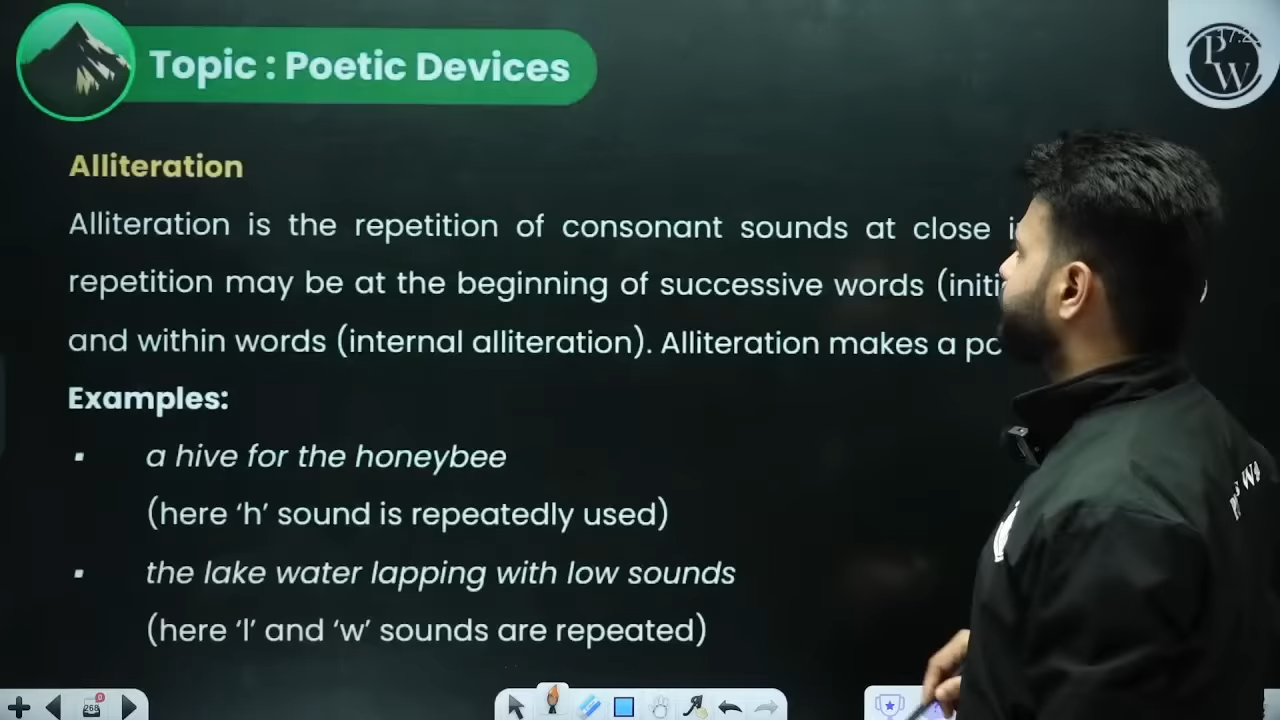 Topic : Poetic Devices
PW
Alliteration
Alliteration is the repetition of consonant sounds at close
repetition may be at the beginning of successive words
and within words (internal alliteration). Alliteration makes a
Examples:
▪ a hive for the honeybee
(here ‘h’ sound is repeatedly used)
▪ the lake water lapping with low sounds
(here ‘l’ and ‘w’ sounds are repeated)
268